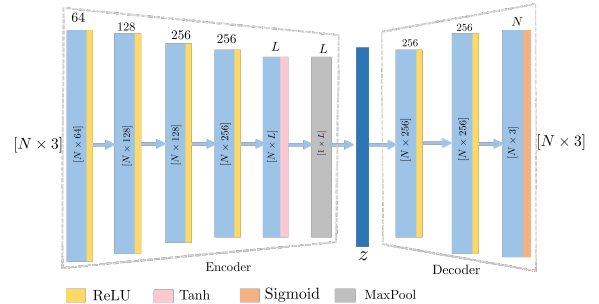 64
128
256
256
L
L
256
256
N
[N × 3]
[N × 64]
[N × 128]
[N × 128]
[N × 256]
[N × L]
[1 × L]
[N × 256]
[N × 256]
[N × 3]
[N × 3]
z
Encoder
Decoder
ReLU
Tanh
Sigmoid
MaxPool